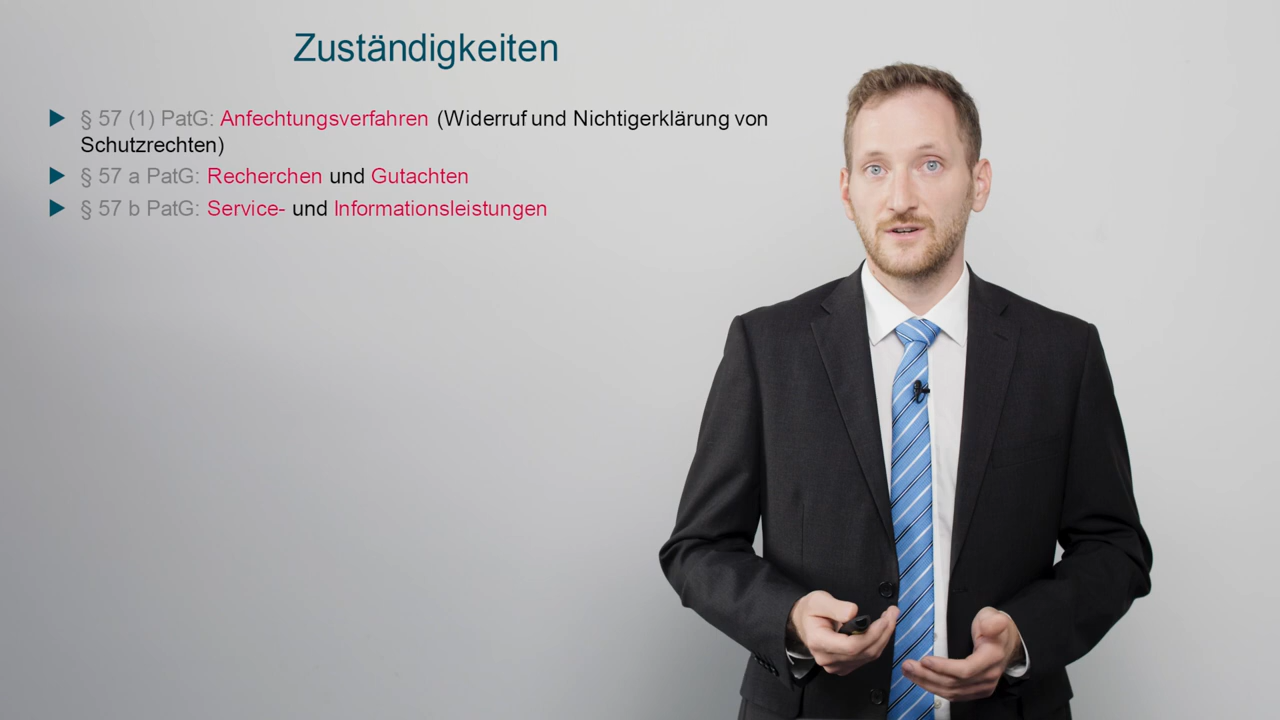 Zuständigkeiten
§ 57 (1) PatG: Anfechtungsverfahren (Widerruf und Nichtigerklärung von
Schutzrechten)
§ 57 a PatG: Recherchen und Gutachten
§ 57 b PatG: Service- und Informationsleistungen